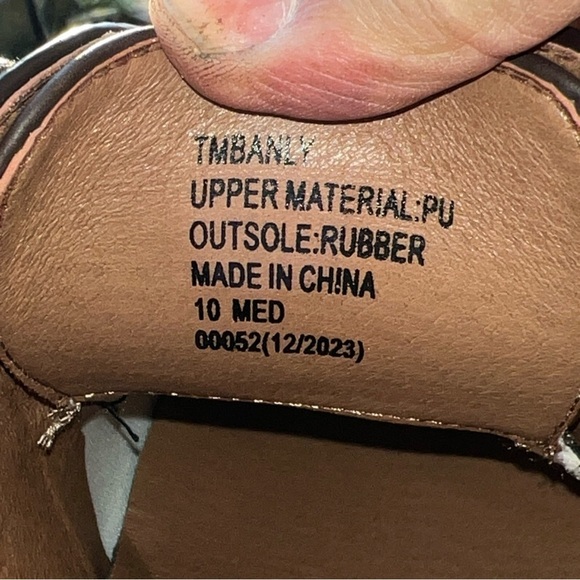 TMBANLY
UPPER MATERIAL:PU
OUTSOLE:RUBBER
MADE IN CHINA
10 MED
00052(12/2023)